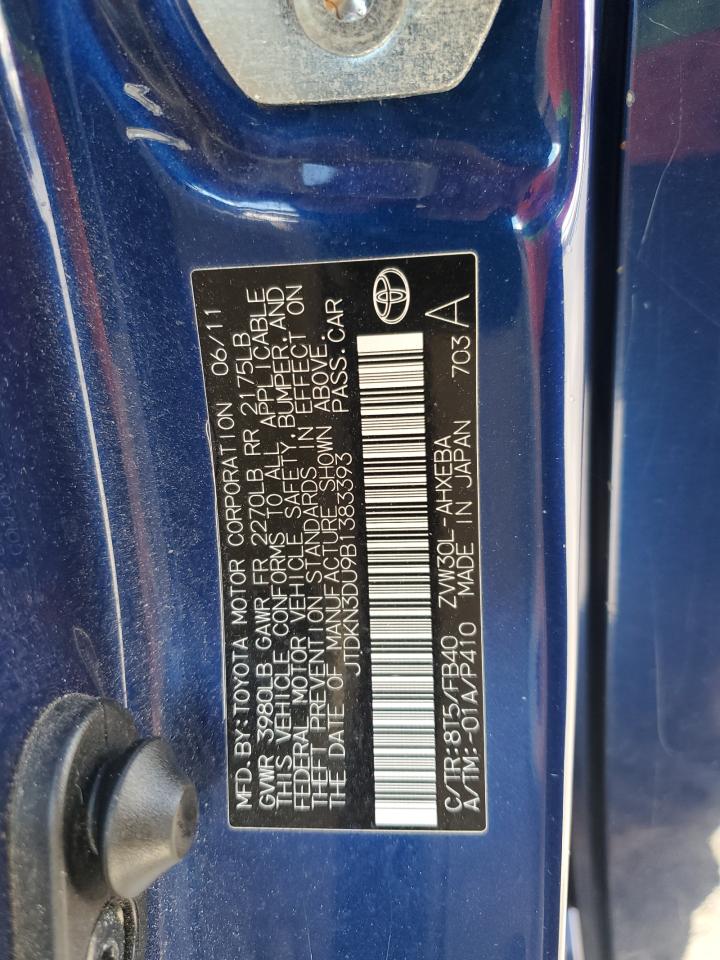 MFD. BY: TOYOTA MOTOR CORPORATION 06/11
GVWR 3980LB GAWR FR 2270LB RR 2175LB
THIS VEHICLE CONFORMS TO ALL APPLICABLE
FEDERAL MOTOR VEHICLE SAFETY, BUMPER, AND
THEFT PREVENTION STANDARDS IN EFFECT ON
THE DATE OF MANUFACTURE SHOWN ABOVE.
JTDKN3DU9B1383393 PASS. CAR
C/TR: 8T5/FB40 ZVW30L-AHXEBA 703
A/TM: -01A/P410 MADE IN JAPAN A